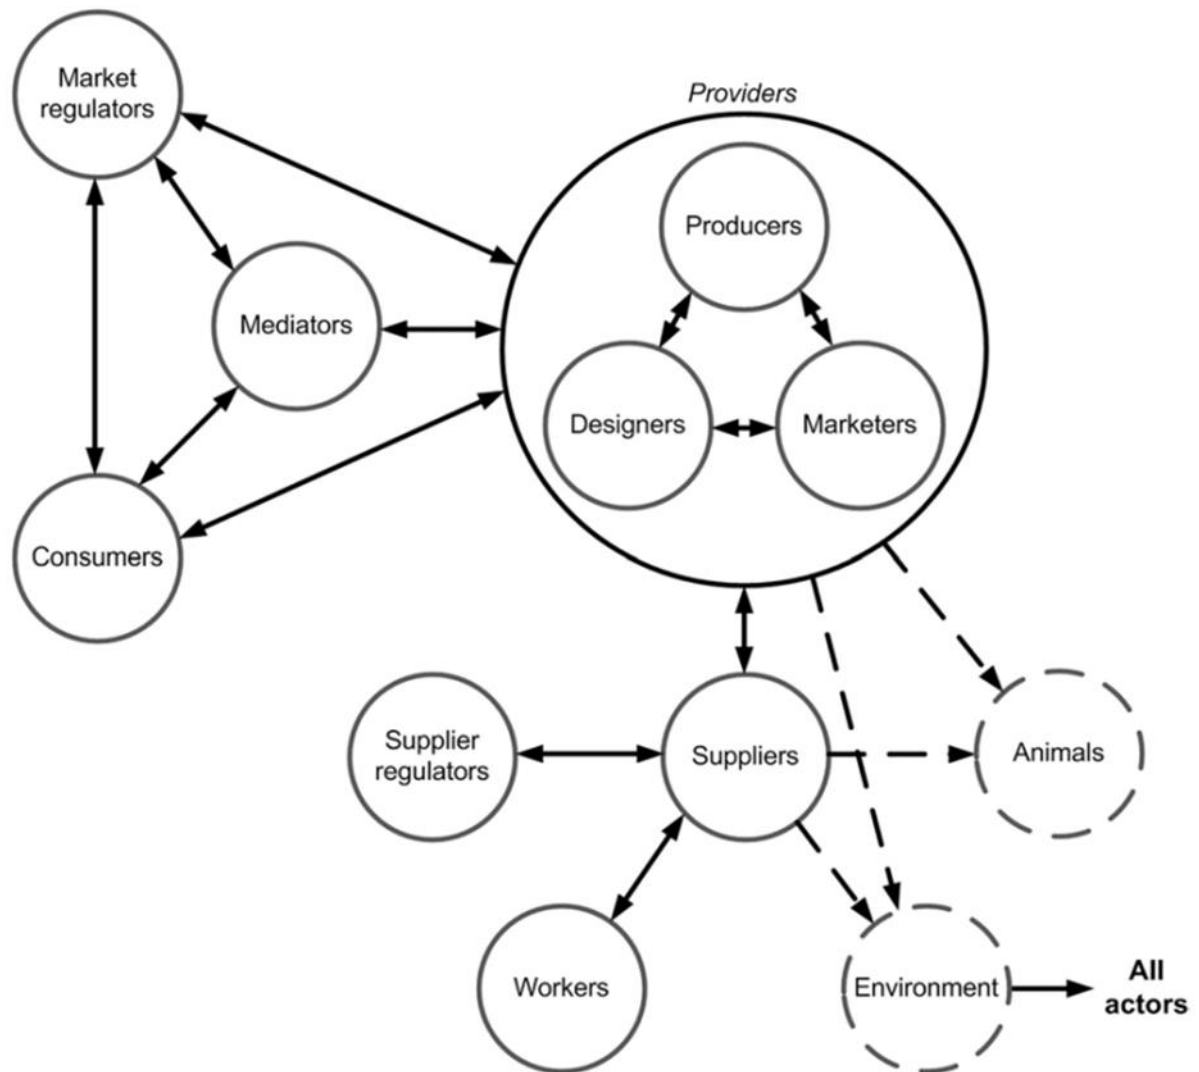 Market
regulators
Providers
Producers
Mediators
Designers
Marketers
Consumers
Supplier
regulators
Suppliers
Animals
Workers
Environment
All
actors